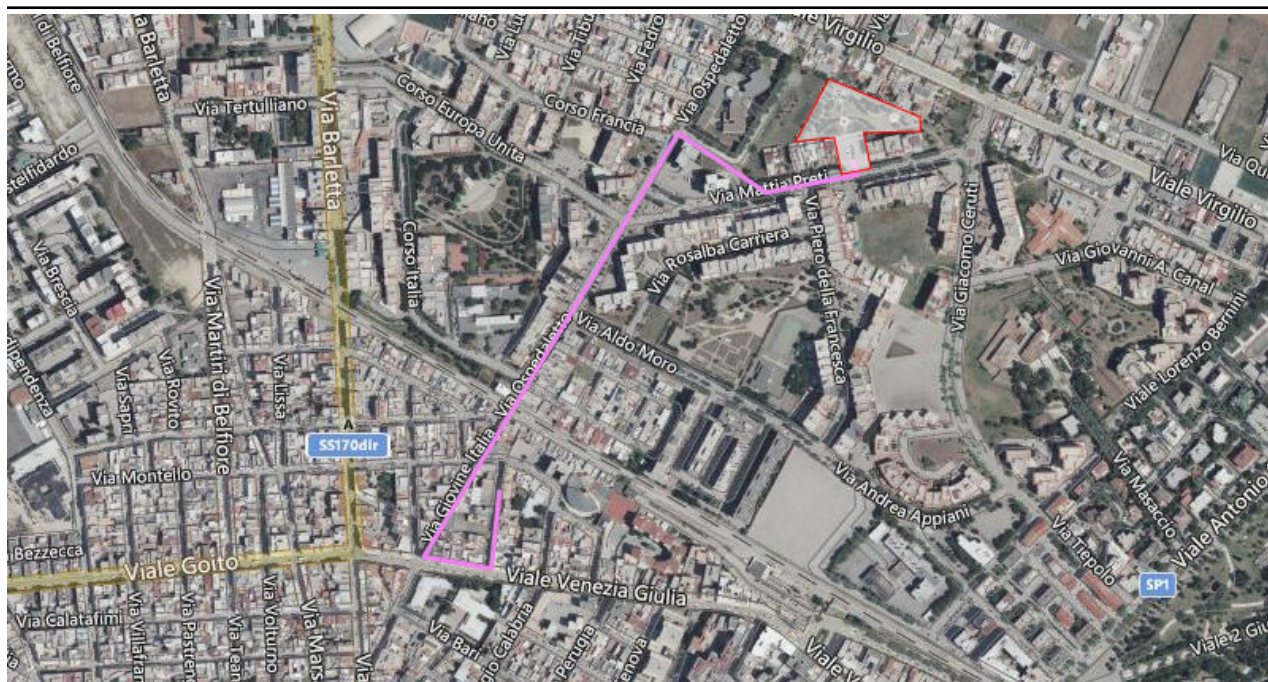 Viale Virgilio
Via Barletta
Via Ospedaletto
Via Tertulliano
Corso Europa Unita
Corso Francia
Via Barletta
Via Mattia Preti
Viale Virgilio
Via Brescia
Via Martiri di Belfiore
Corso Italia
Via Rosalba Carriera
Via Piero della Francesca
Via Giacomo Ceruti
Via Giovanni A. Canal
Viale Lorenzo Bernini
Via Aldo Moro
Via Ospedaletto
Via Sapri
Via Rovito
Via Lissa
A
SS170dir
Via Giovine Italia
Via Montello
Via Andrea Appiani
Via Masaccio
Via Tiepolo
Viale Antonio
SP1
Bezzecca
Viale Goito
Viale Venezia Giulia
Via Calatafimi
Via Bari
Via Volturno